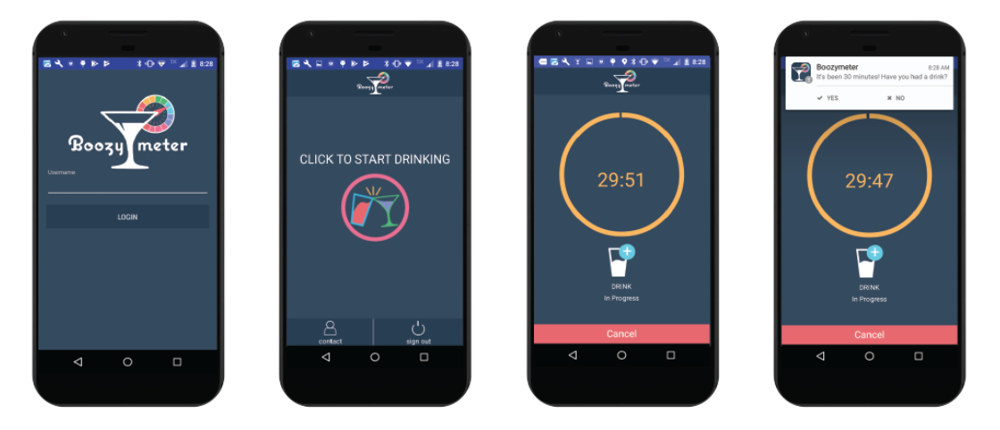 8:28
Boozy meter
Username
LOGIN
8:28
Boozy meter
CLICK TO START DRINKING
contact
sign out
8:28
Boozy meter
29:51
DRINK
In Progress
Cancel
Boozymeter 8:28 AM
It's been 30 minutes! Have you had a drink?
YES NO
29:47
DRINK
In Progress
Cancel